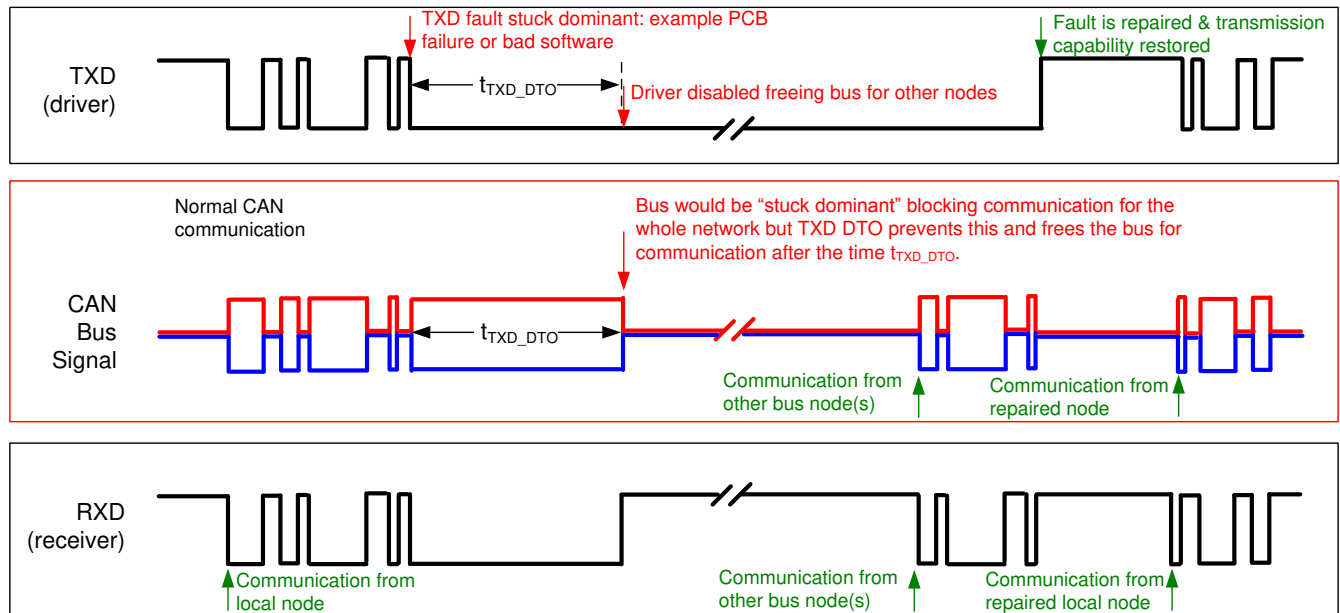 TXD fault stuck dominant: example PCB
failure or bad software
Fault is repaired & transmission
capability restored
TXD
(driver)
tTXD_DTO
Driver disabled freeing bus for other nodes
Normal CAN
communication
Bus would be “stuck dominant” blocking communication for the
whole network but TXD DTO prevents this and frees the bus for
communication after the time tTXD_DTO.
CAN
Bus
Signal
tTXD_DTO
Communication from
other bus node(s)
Communication from
repaired node
RXD
(receiver)
Communication from
local node
Communication from
other bus node(s)
Communication from
repaired local node